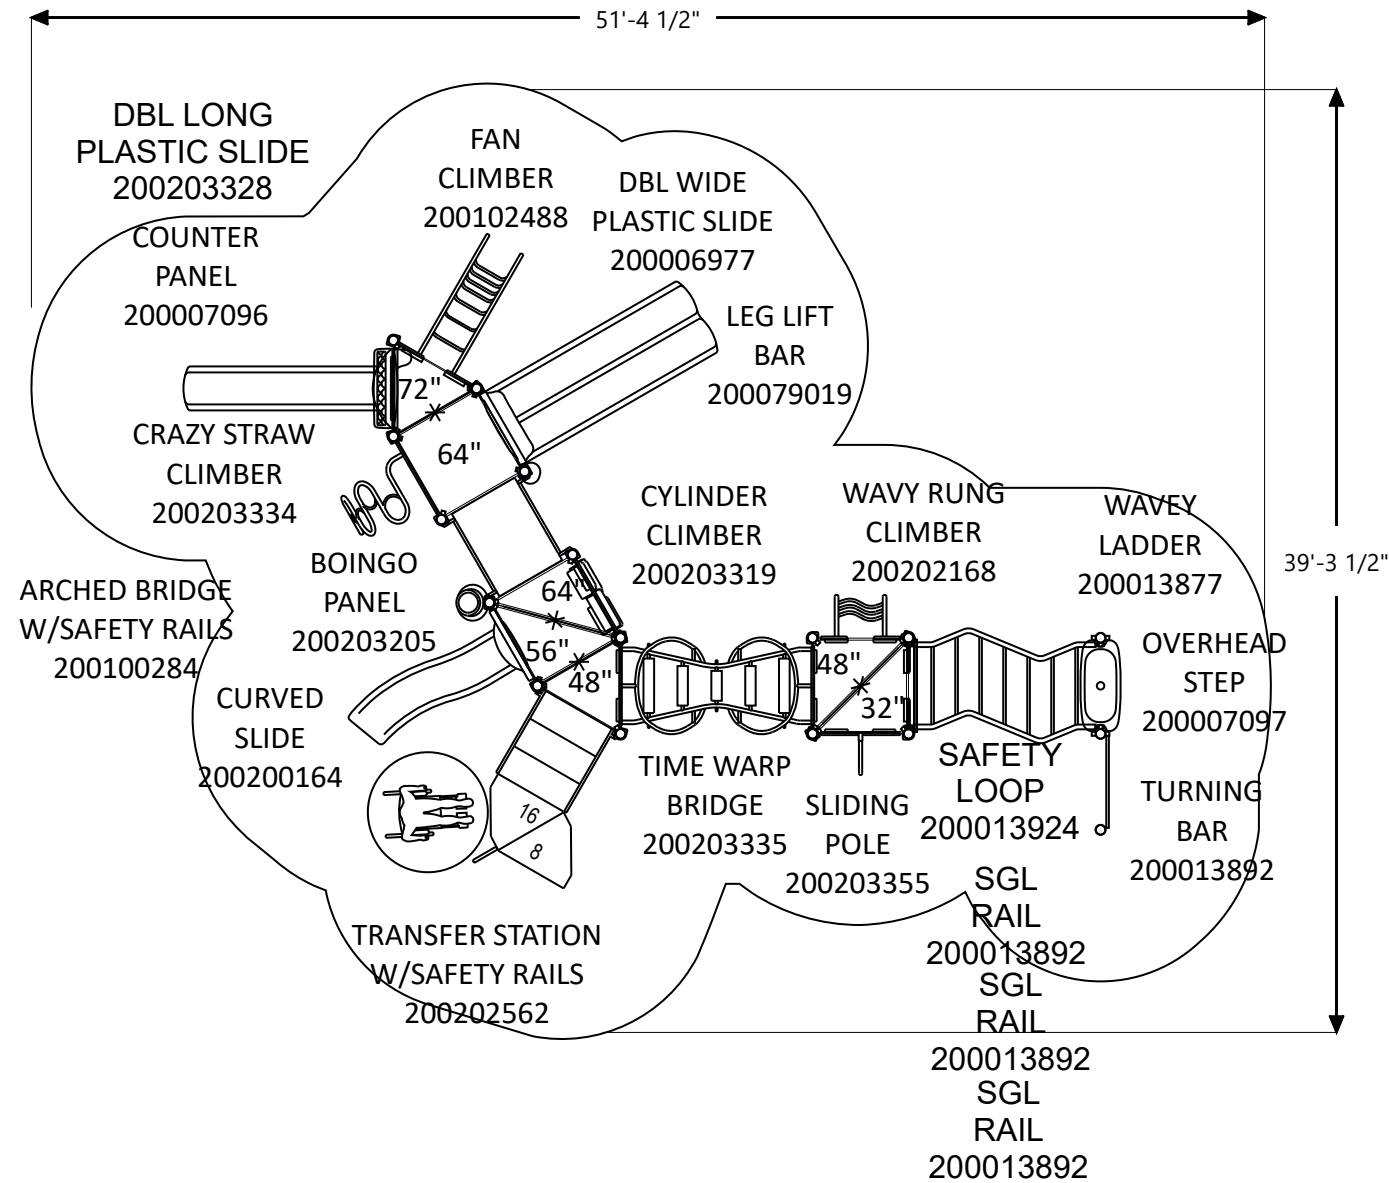 51'-4 1/2"
DBL LONG
PLASTIC SLIDE
200203328
FAN
CLIMBER
200102488
DBL WIDE
PLASTIC SLIDE
200006977
COUNTER
PANEL
200007096
LEG LIFT
BAR
200079019
72"
64"
CRAZY STRAW
CLIMBER
200203334
CYLINDER
CLIMBER
200203319
WAVY RUNG
CLIMBER
200202168
WAVEY
LADDER
200013877
39'-3 1/2"
BOINGO
PANEL
200203205
ARCHED BRIDGE
W/SAFETY RAILS
200100284
64"
56"
48"
48"
32"
OVERHEAD
STEP
200007097
CURVED
SLIDE
200200164
TIME WARP
BRIDGE
200203335
SLIDING
POLE
200203355
SAFETY
LOOP
200013924
TURNING
BAR
200013892
16
8
SGL
RAIL
200013892
TRANSFER STATION
W/SAFETY RAILS
200202562
SGL
RAIL
200013892
SGL
RAIL
200013892